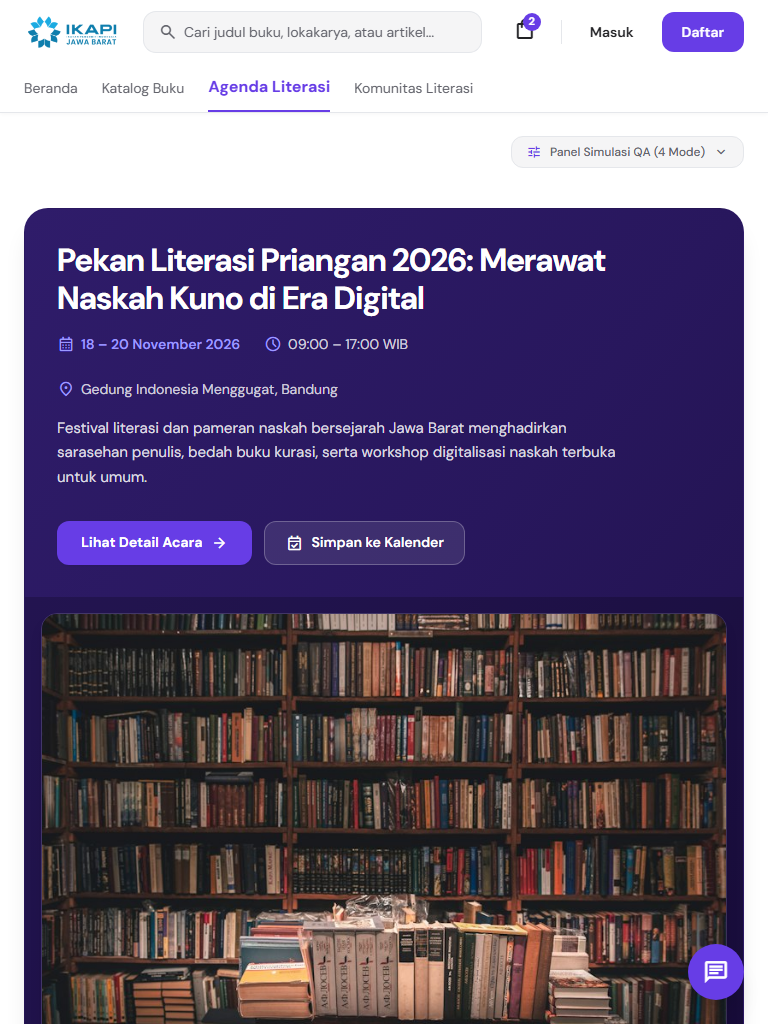 IKAPI
JAWA BARAT
Cari judul buku, lokakarya, atau artikel...
2
Masuk
Daftar
Beranda
Katalog Buku
Agenda Literasi
Komunitas Literasi
Panel Simulasi QA (4 Mode)
Pekan Literasi Priangan 2026: Merawat
Naskah Kuno di Era Digital
18 – 20 November 2026
09:00 – 17:00 WIB
Gedung Indonesia Menggugat, Bandung
Festival literasi dan pameran naskah bersejarah Jawa Barat menghadirkan
sarasehan penulis, bedah buku kurasi, serta workshop digitalisasi naskah terbuka
untuk umum.
Lihat Detail Acara
Simpan ke Kalender